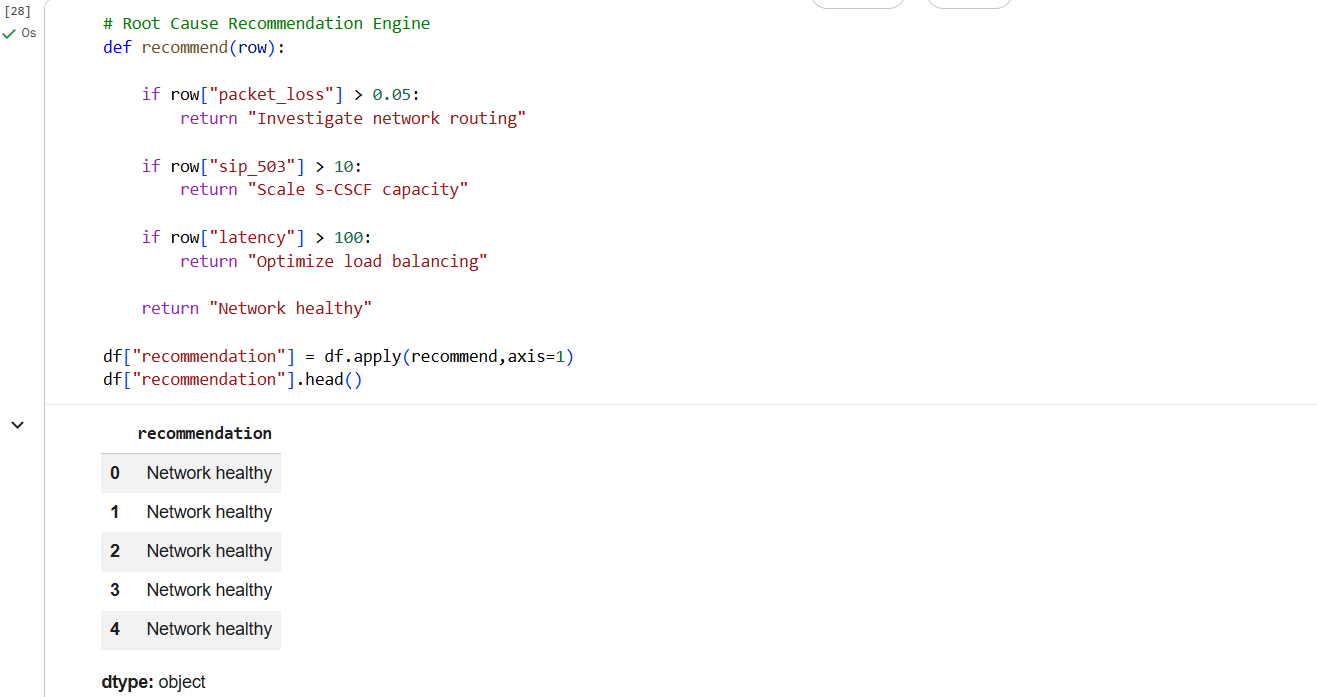 [28]
0s
# Root Cause Recommendation Engine
def recommend(row):
if row["packet_loss"] > 0.05:
return "Investigate network routing"
if row["sip_503"] > 10:
return "Scale S-CSCF capacity"
if row["latency"] > 100:
return "Optimize load balancing"
return "Network healthy"
df["recommendation"] = df.apply(recommend,axis=1)
df["recommendation"].head()
recommendation
0 Network healthy
1 Network healthy
2 Network healthy
3 Network healthy
4 Network healthy
dtype: object